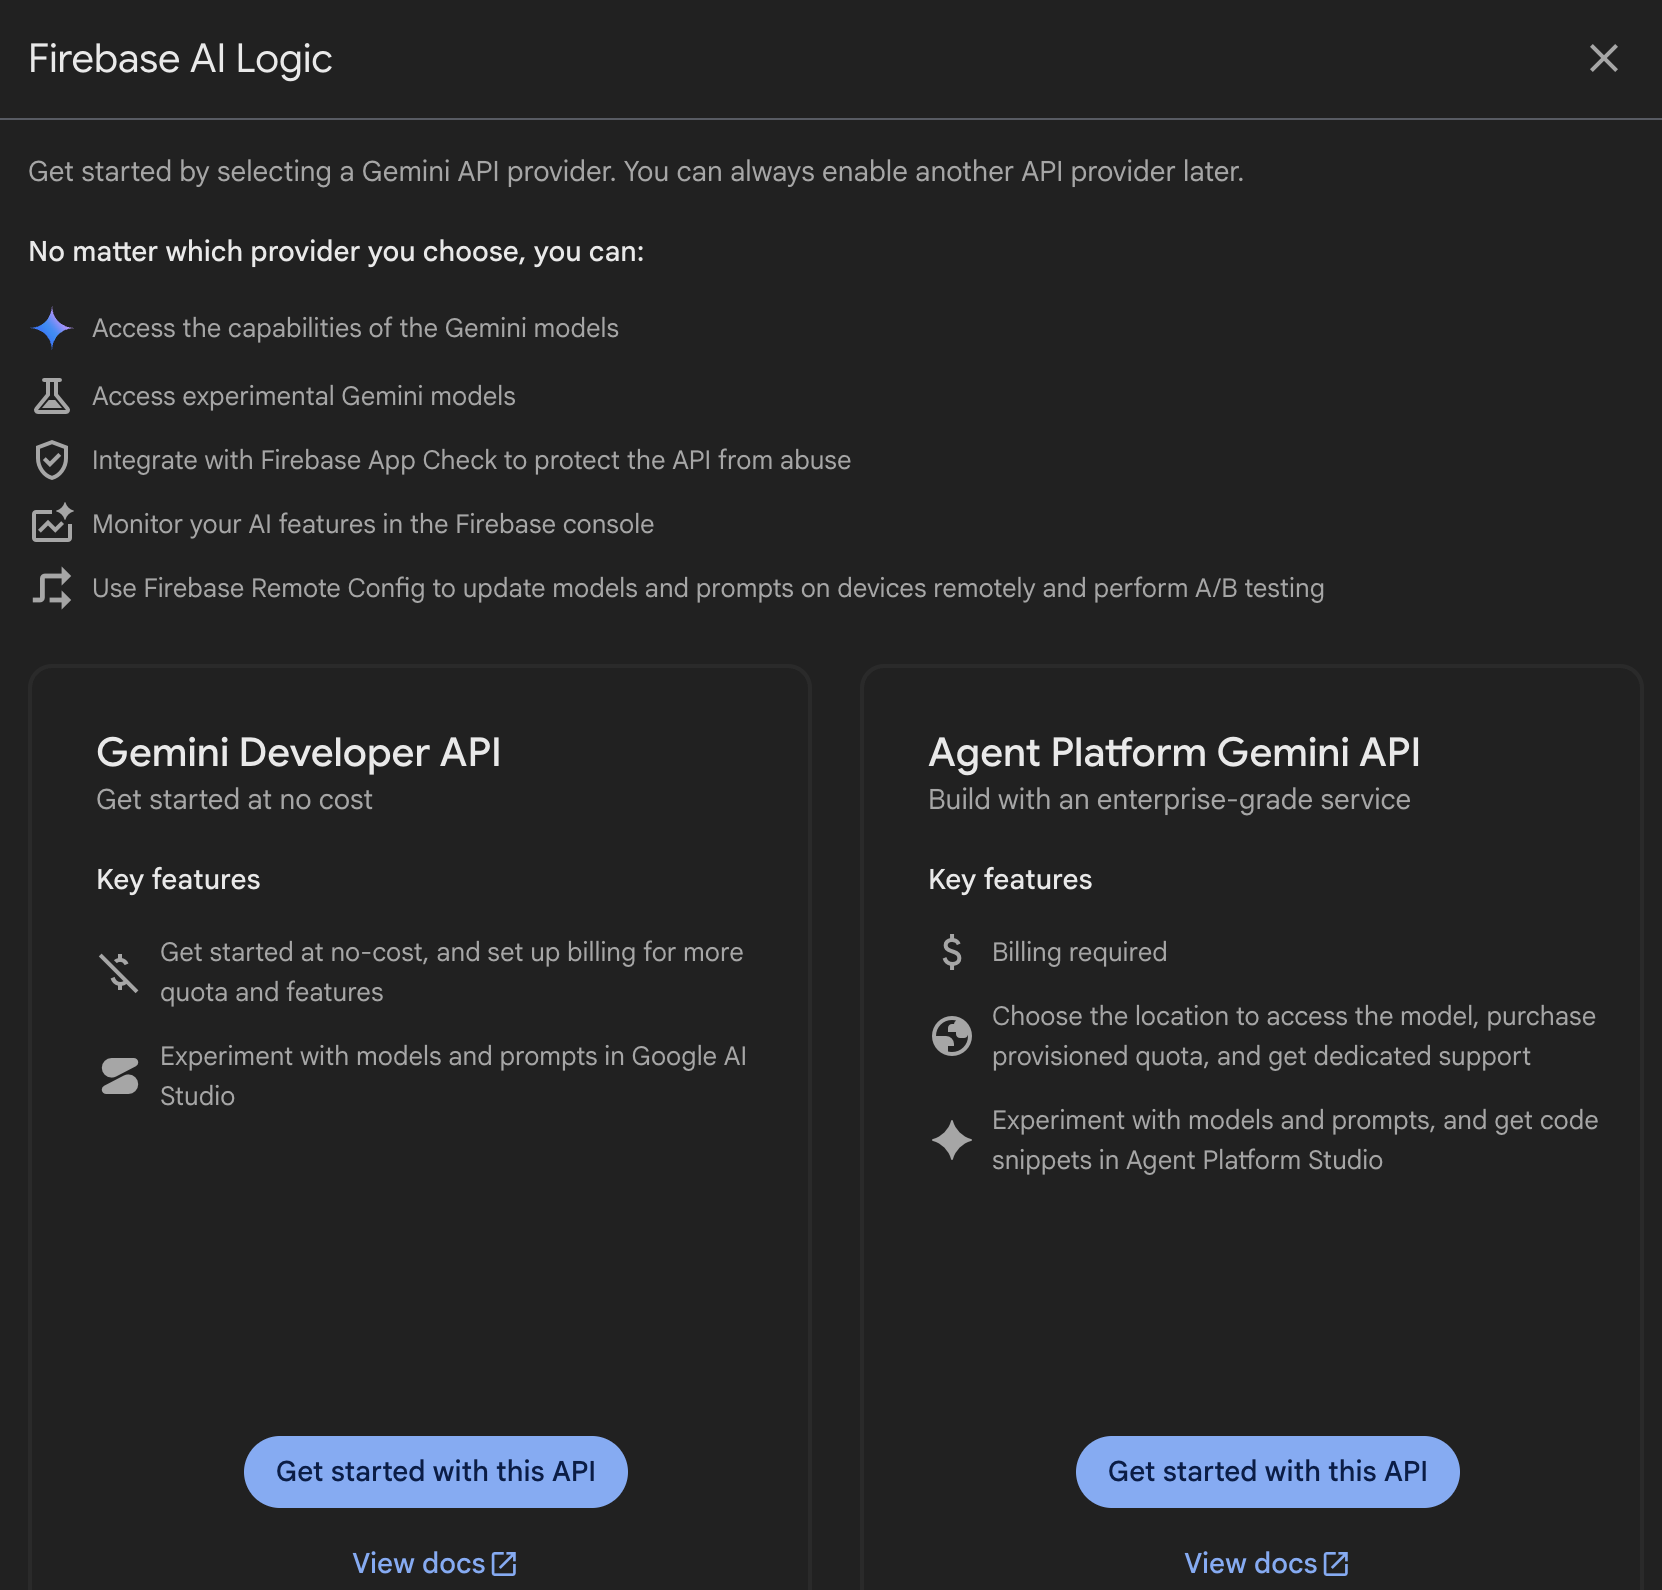 Firebase AI Logic
Get started by selecting a Gemini API provider. You can always enable another API provider later.
No matter which provider you choose, you can:
Access the capabilities of the Gemini models
Access experimental Gemini models
Integrate with Firebase App Check to protect the API from abuse
Monitor your AI features in the Firebase console
Use Firebase Remote Config to update models and prompts on devices remotely and perform A/B testing
Gemini Developer API
Get started at no cost
Key features
Get started at no-cost, and set up billing for more
quota and features
Experiment with models and prompts in Google AI
Studio
Get started with this API
View docs
Agent Platform Gemini API
Build with an enterprise-grade service
Key features
Billing required
Choose the location to access the model, purchase
provisioned quota, and get dedicated support
Experiment with models and prompts, and get code
snippets in Agent Platform Studio
Get started with this API
View docs